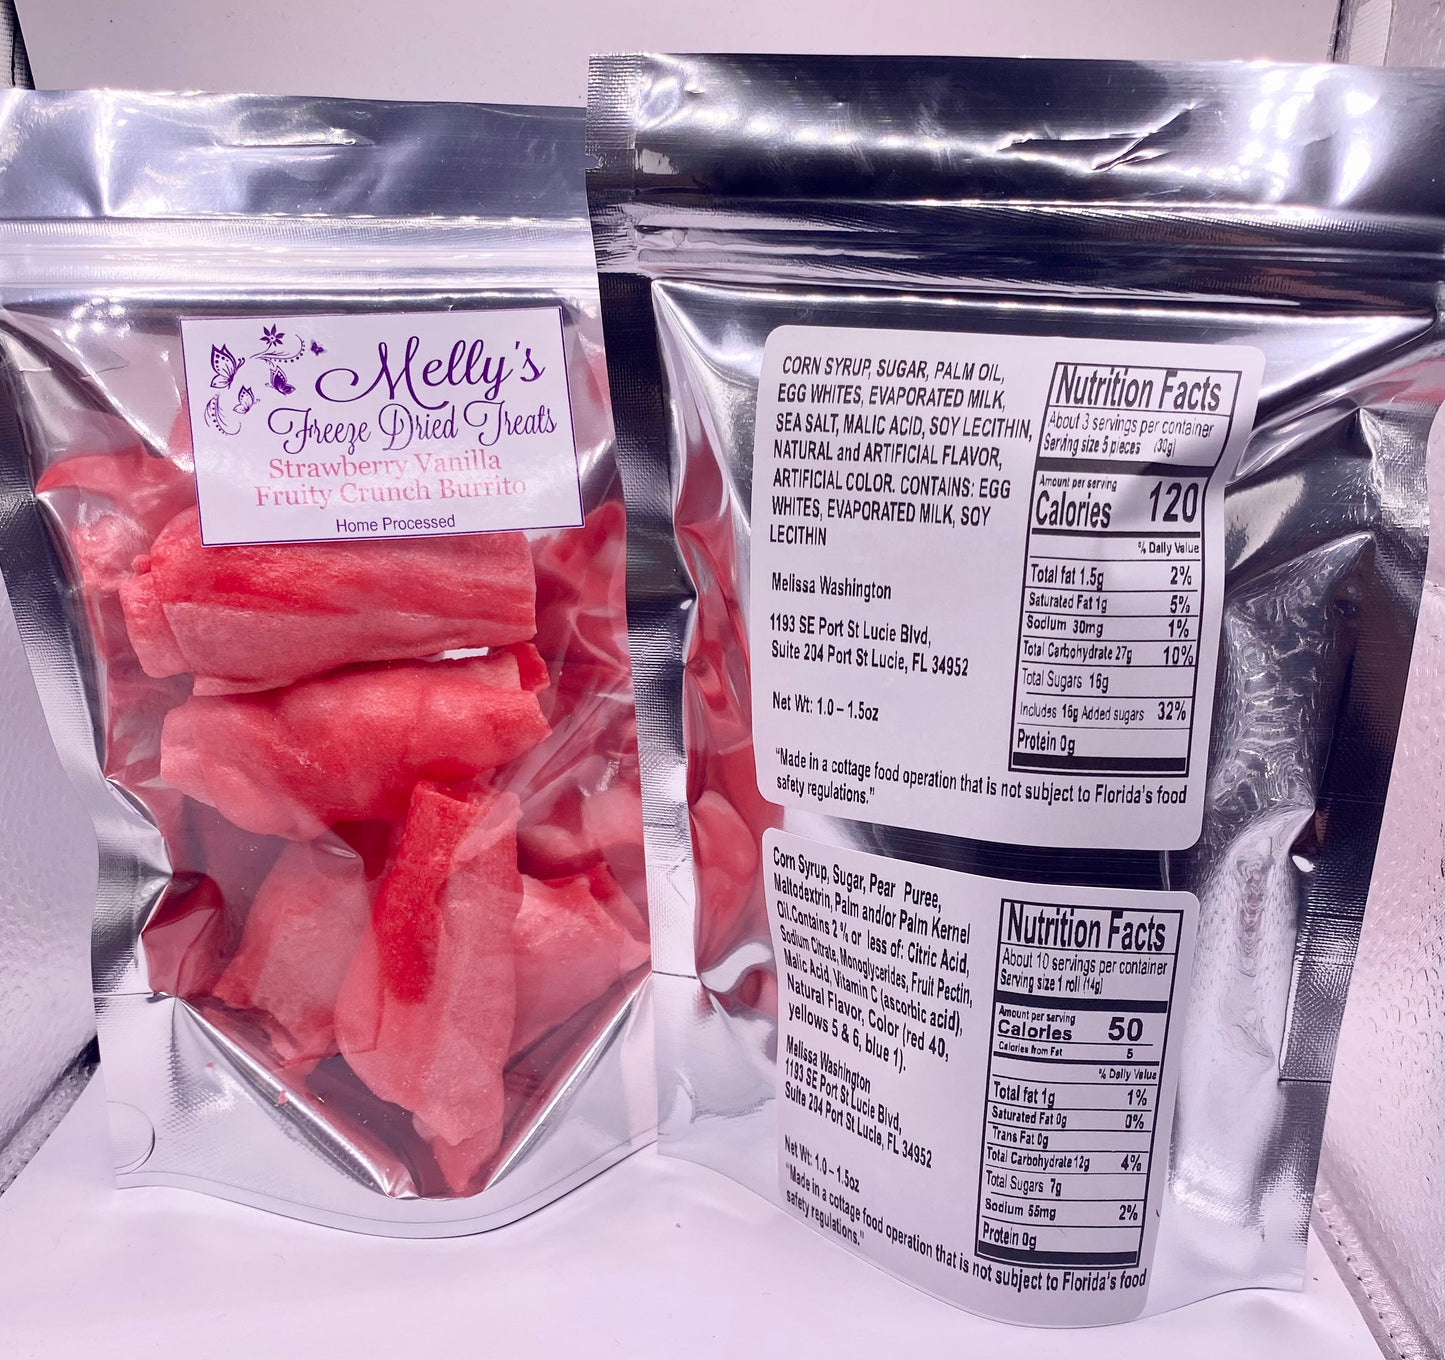 Melly's
Freeze Dried Treats
Strawberry Vanilla
Fruity Crunch Burrito
Home Processed
CORN SYRUP, SUGAR, PALM OIL,
EGG WHITES, EVAPORATED MILK,
SEA SALT, MALIC ACID, SOY LECITHIN,
NATURAL and ARTIFICIAL FLAVOR,
ARTIFICIAL COLOR. CONTAINS: EGG
WHITES, EVAPORATED MILK, SOY
LECITHIN
Melissa Washington
1193 SE Port St Lucie Blvd,
Suite 204 Port St Lucie, FL 34952
Net Wt: 1.0 – 1.5oz
"Made in a cottage food operation that is not subject to Florida's food
safety regulations."
Nutrition Facts
About 3 servings per container
Serving size 5 pieces (30g)
Amount per serving
Calories 120
% Daily Value
Total fat 1.5g 2%
Saturated Fat 1g 5%
Sodium 30mg 1%
Total Carbohydrate 27g 10%
Total Sugars 16g
Includes 16g Added sugars 32%
Protein 0g
Corn Syrup, Sugar, Pear Puree,
Maltodextrin, Palm and/or Palm Kernel
Oil.Contains 2 % or less of: Citric Acid,
Sodium Citrate, Monoglycerides, Fruit Pectin,
Malic Acid, Vitamin C (ascorbic acid),
Natural Flavor, Color (red 40,
yellows 5 & 6, blue 1).
Melissa Washington
1193 SE Port St Lucie Blvd,
Suite 204 Port St Lucie, FL 34952
Net Wt: 1.0 – 1.5oz
"Made in a cottage food operation that is not subject to Florida's food
safety regulations."
Nutrition Facts
About 10 servings per container
Serving size 1 roll (14g)
Amount per serving
Calories 50
Calories from Fat 5
% Daily Value
Total fat 1g 1%
Saturated Fat 0g 0%
Trans Fat 0g
Total Carbohydrate 12g 4%
Total Sugars 7g
Sodium 55mg 2%
Protein 0g